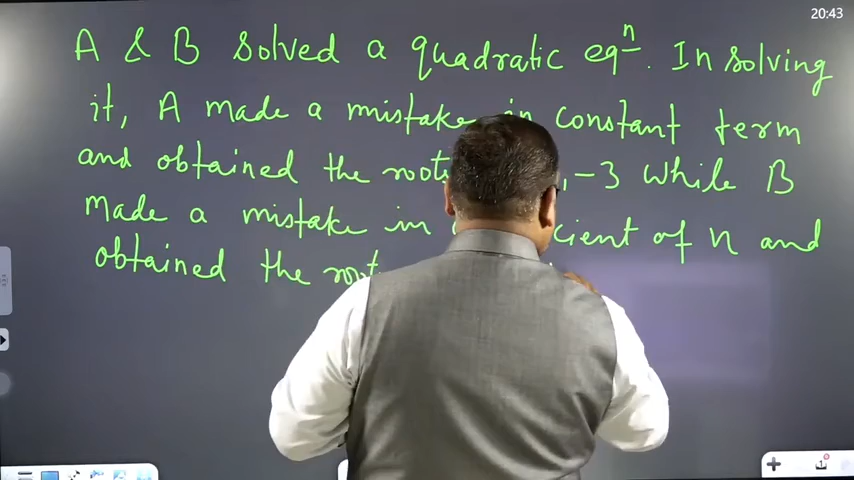 20:43
A & B solved a quadratic eqn. In solving
it, A made a mistake in constant term
and obtained the roots , -3 while B
made a mistake in of n and
obtained the root